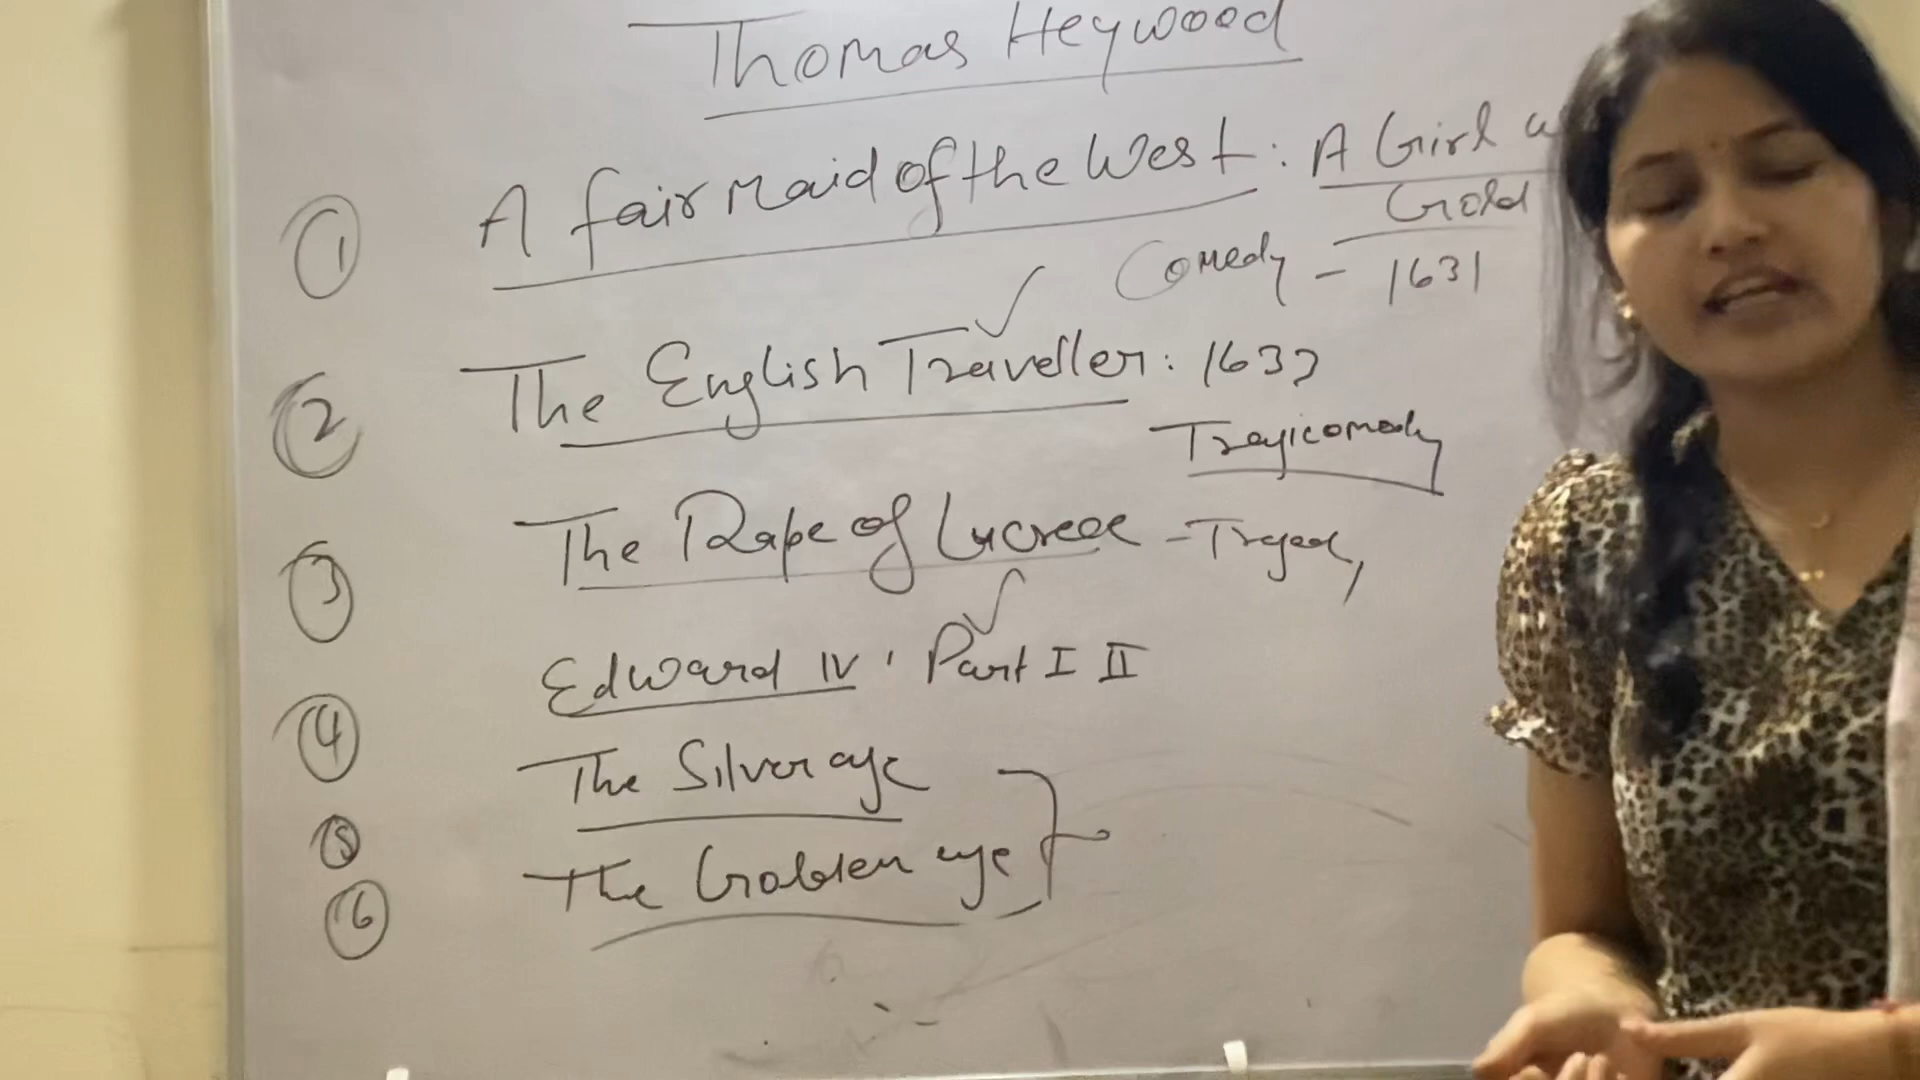 Thomas Heywood
① A fair Maid of the West: A Girl
Gold
Comedy - 1631
② The English Traveller: 1633
Tragicomedy
③ The Rape of Lucrece - Tragedy
④ Edward IV, Part I II
⑤ The Silver age
⑥ The Golden age